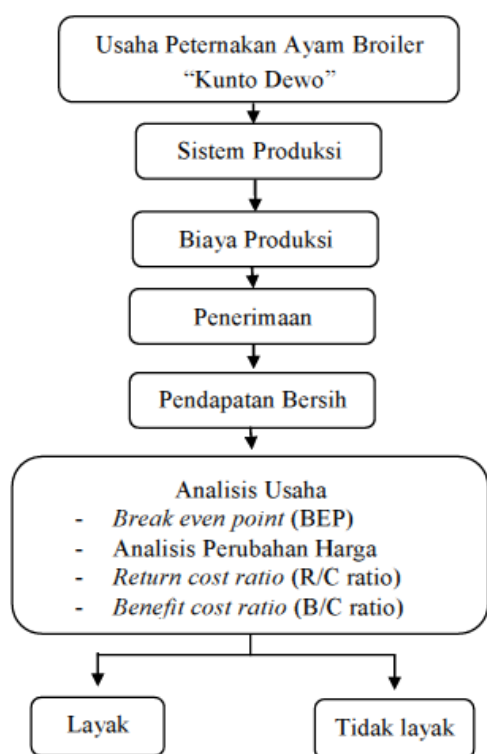 Usaha Peternakan Ayam Broiler
“Kunto Dewo”
Sistem Produksi
Biaya Produksi
Penerimaan
Pendapatan Bersih
Analisis Usaha
- Break even point (BEP)
- Analisis Perubahan Harga
- Return cost ratio (R/C ratio)
- Benefit cost ratio (B/C ratio)
Layak
Tidak layak